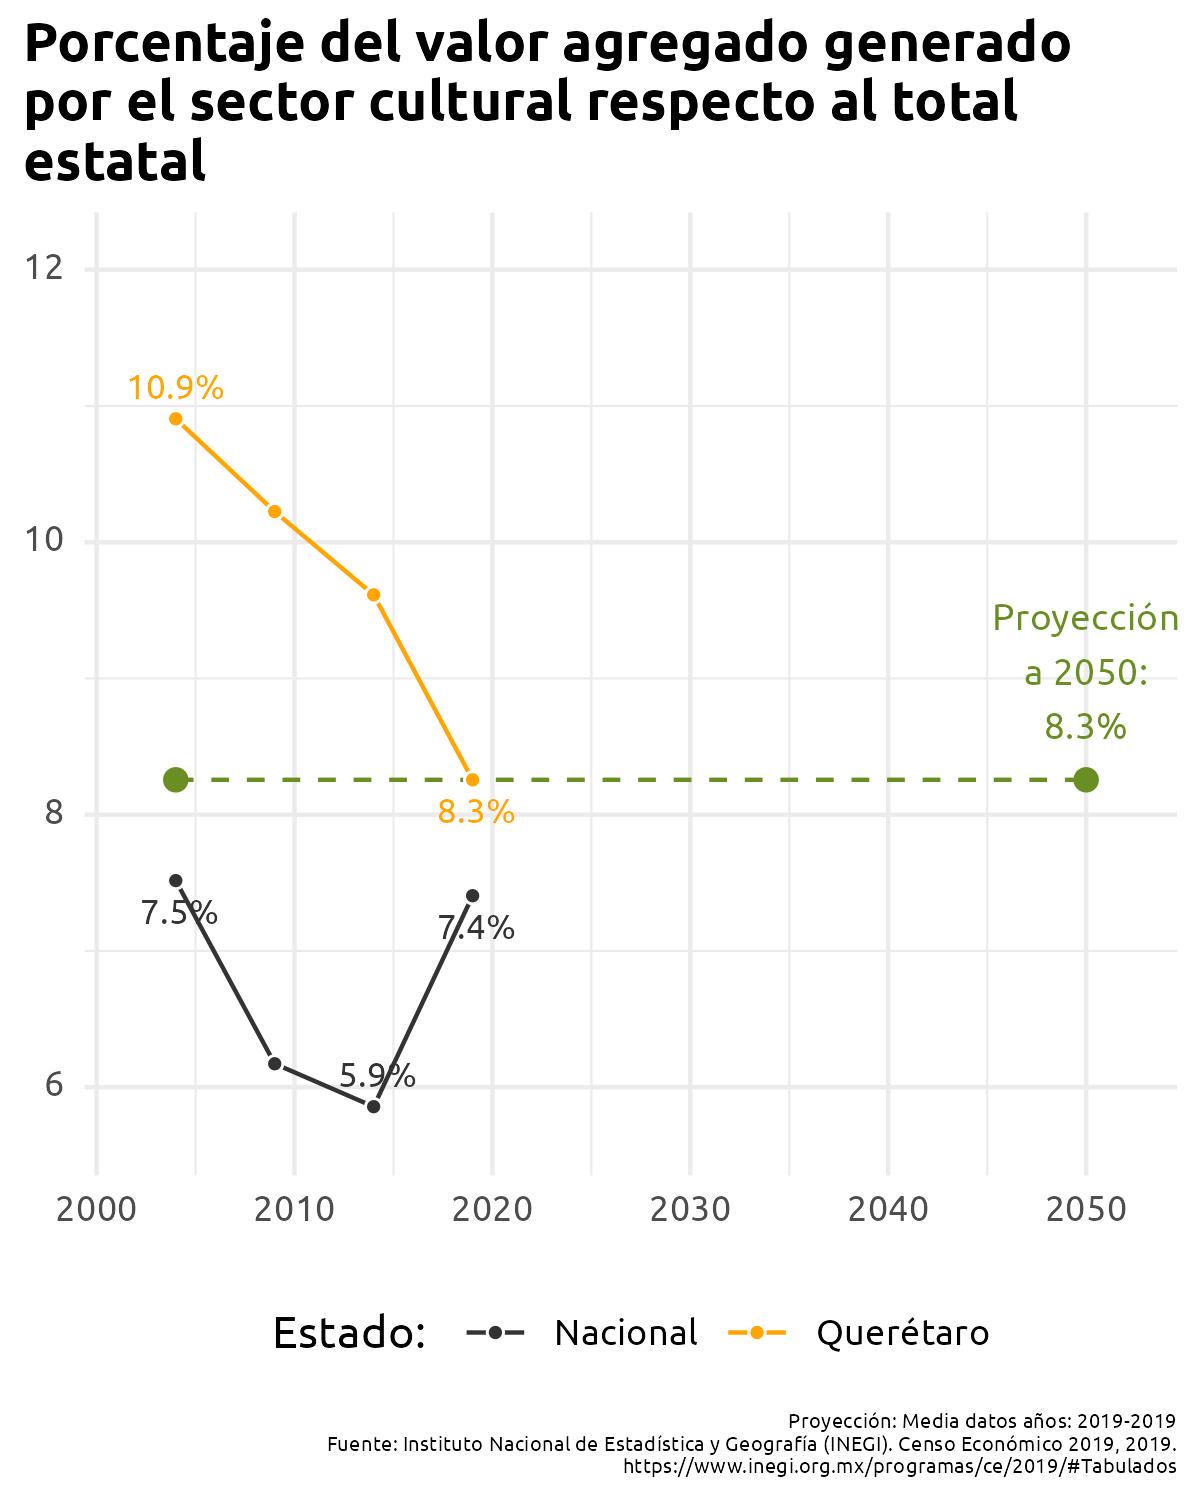 Porcentaje del valor agregado generado
por el sector cultural respecto al total
estatal
12
10.9%
10
Proyección
a 2050:
8.3%
8
8.3%
7.5%
7.4%
5.9%
6
2000
2010
2020
2030
2040
2050
Estado:
Nacional
Querétaro
Proyección: Media datos años: 2019-2019
Fuente: Instituto Nacional de Estadística y Geografía (INEGI). Censo Económico 2019, 2019.
https://www.inegi.org.mx/programas/ce/2019/#Tabulados